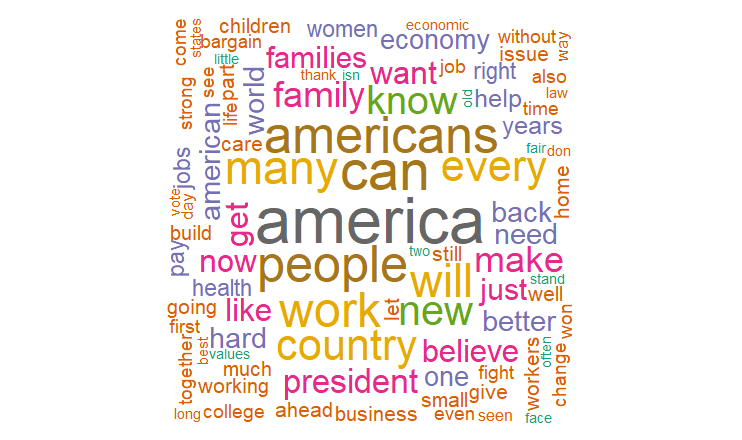 america
people
can
americans
work
will
many
country
every
new
know
president
believe
make
just
like
now
get
family
families
want
economy
american
world
women
right
help
years
back
need
better
one
hard
health
pay
jobs
children
bargain
economic
without
issue
job
also
law
way
time
come
states
strong
see
part
life
care
thank
isn
little
old
fair
don
home
vote
day
build
still
two
let
stand
well
won
going
first
together
best
values
much
working
long
college
ahead
business
small
even
seen
give
fight
workers
often
change
face